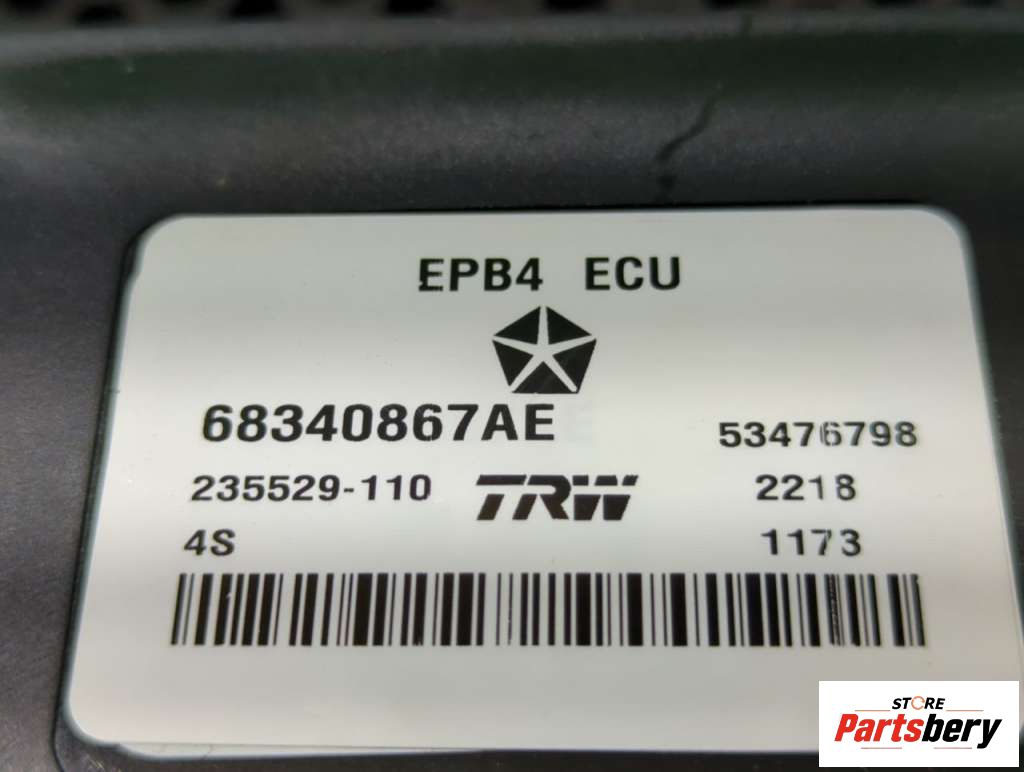 EPB4 ECU
68340867AE
53476798
235529-110
TRW
2218
4S
1173
STORE
Partsbery